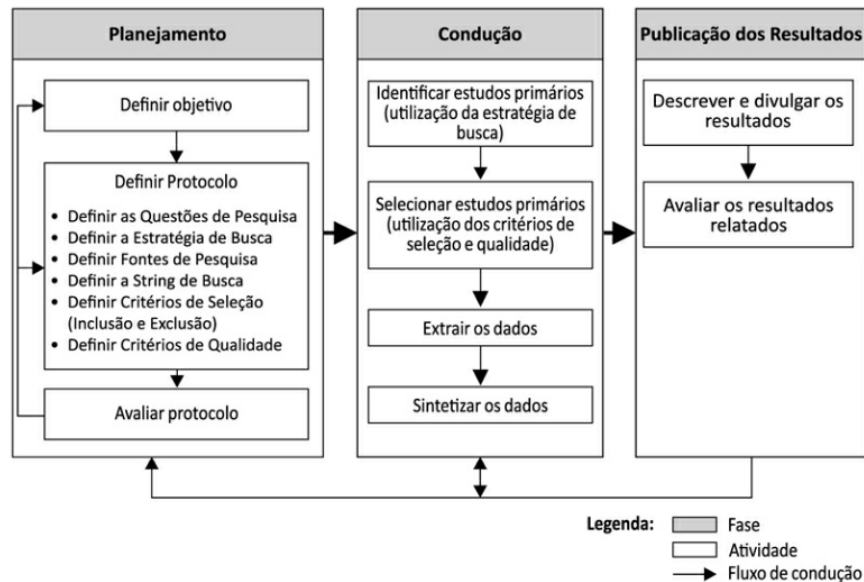 Planejamento
Definir objetivo
Definir Protocolo
• Definir as Questões de Pesquisa
• Definir a Estratégia de Busca
• Definir Fontes de Pesquisa
• Definir a String de Busca
• Definir Critérios de Seleção
(Inclusão e Exclusão)
• Definir Critérios de Qualidade
Avaliar protocolo
Condução
Identificar estudos primários
(utilização da estratégia de
busca)
Selecionar estudos primários
(utilização dos critérios de
seleção e qualidade)
Extrair os dados
Sintetizar os dados
Publicação dos Resultados
Descrever e divulgar os
resultados
Avaliar os resultados
relatados
Legenda:
Fase
Atividade
Fluxo de condução